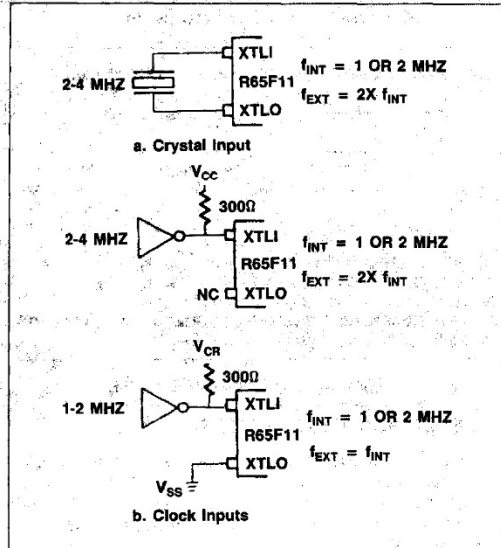 XTLI
2-4 MHZ
R65F11
XTLO
fINT = 1 OR 2 MHZ
fEXT = 2X fINT
a. Crystal Input
VCC
300Ω
2-4 MHZ
XTLI
R65F11
NC
XTLO
fINT = 1 OR 2 MHZ
fEXT = 2X fINT
VCR
300Ω
1-2 MHZ
XTLI
R65F11
XTLO
VSS
fINT = 1 OR 2 MHZ
fEXT = fINT
b. Clock Inputs